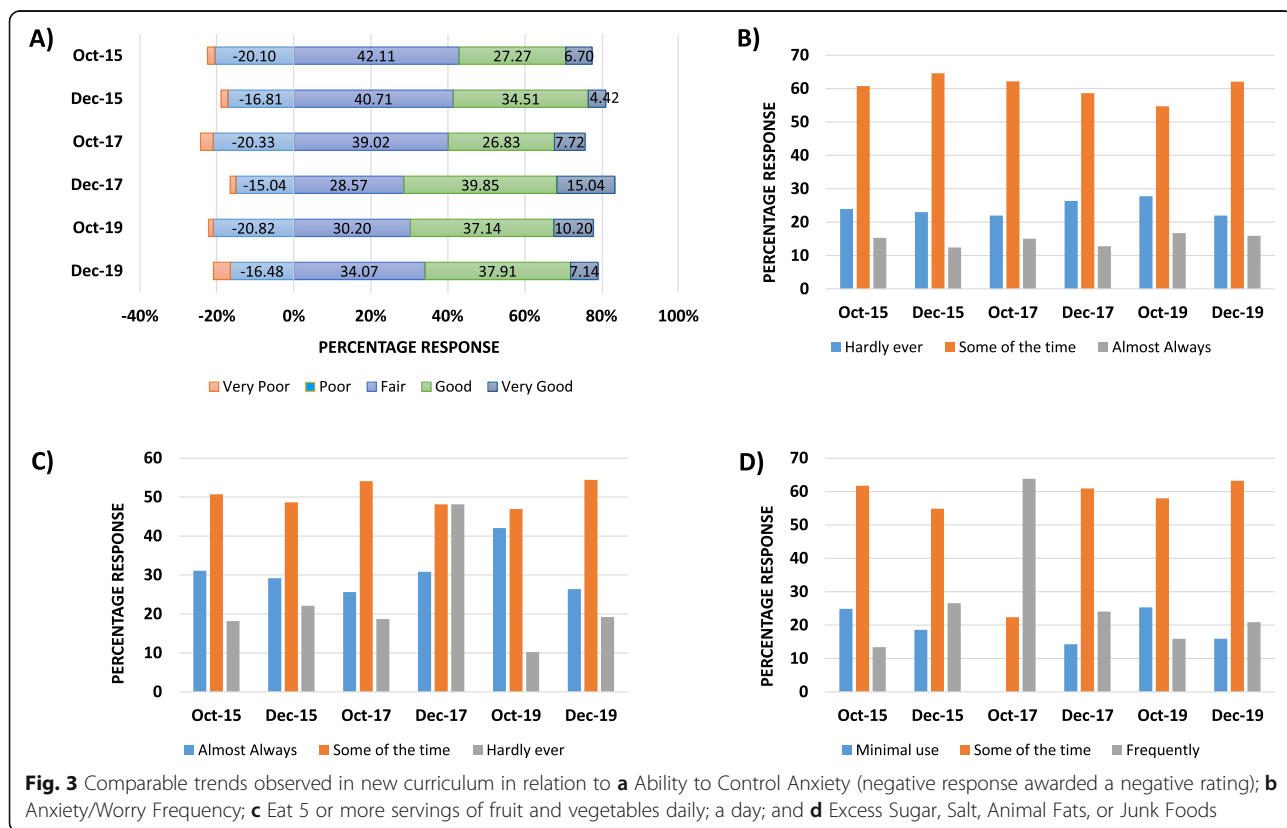 A)
Oct-15 -20.10 42.11 27.27 6.70
Dec-15 -16.81 40.71 34.51 4.42
Oct-17 -20.33 39.02 26.83 7.72
Dec-17 -15.04 28.57 39.85 15.04
Oct-19 -20.82 30.20 37.14 10.20
Dec-19 -16.48 34.07 37.91 7.14
-40% -20% 0% 20% 40% 60% 80% 100%
PERCENTAGE RESPONSE
Very Poor Poor Fair Good Very Good
B)
PERCENTAGE RESPONSE
70
60
50
40
30
20
10
0
Oct-15 Dec-15 Oct-17 Dec-17 Oct-19 Dec-19
Hardly ever Some of the time Almost Always
C)
PERCENTAGE RESPONSE
60
50
40
30
20
10
0
Oct-15 Dec-15 Oct-17 Dec-17 Oct-19 Dec-19
Almost Always Some of the time Hardly ever
D)
PERCENTAGE RESPONSE
70
60
50
40
30
20
10
0
Oct-15 Dec-15 Oct-17 Dec-17 Oct-19 Dec-19
Minimal use Some of the time Frequently
Fig. 3 Comparable trends observed in new curriculum in relation to a Ability to Control Anxiety (negative response awarded a negative rating); b
Anxiety/Worry Frequency; c Eat 5 or more servings of fruit and vegetables daily; a day; and d Excess Sugar, Salt, Animal Fats, or Junk Foods